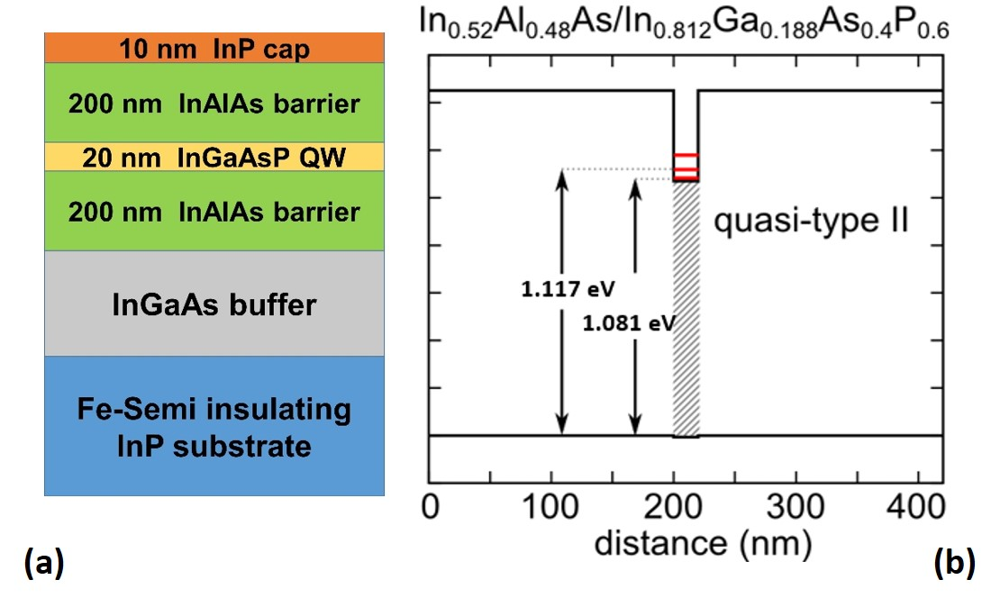 10 nm InP cap
200 nm InAlAs barrier
20 nm InGaAsP QW
200 nm InAlAs barrier
InGaAs buffer
Fe-Semi insulating
InP substrate
(a)
In0.52Al0.48As/In0.812Ga0.188As0.4P0.6
quasi-type II
1.117 eV
1.081 eV
0 100 200 300 400
distance (nm)
(b)